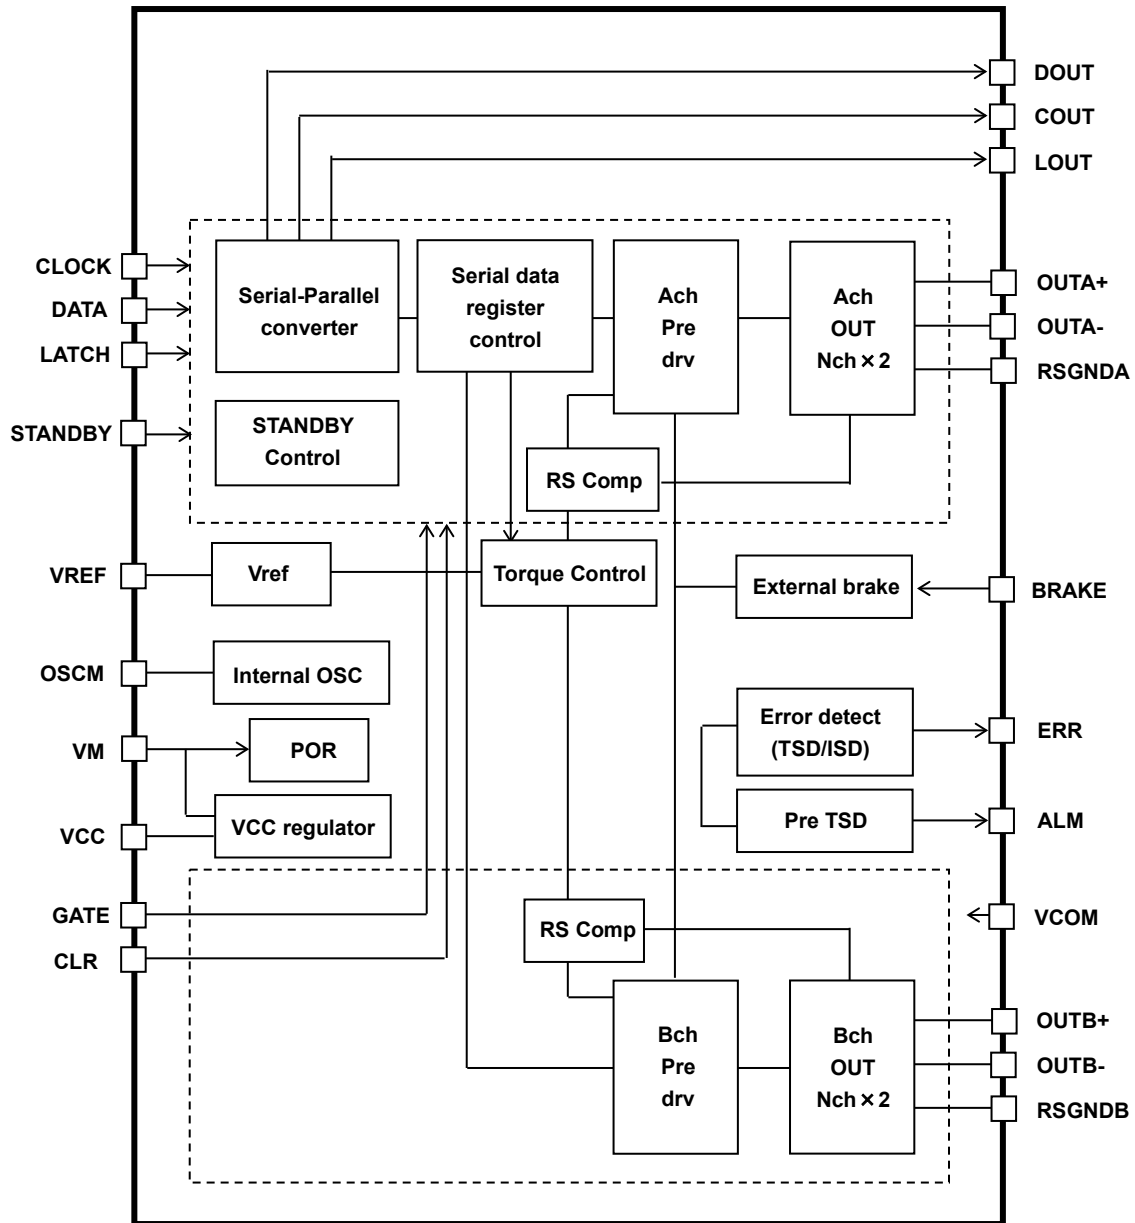 DOUT
COUT
LOUT
CLOCK
DATA
LATCH
STANDBY
Serial-Parallel
converter
Serial data
register
control
Ach
Pre
drv
Ach
OUT
Nch × 2
OUTA+
OUTA-
RSGNDA
STANDBY
Control
RS Comp
VREF
Vref
Torque Control
External brake
BRAKE
OSCM
Internal OSC
VM
POR
Error detect
(TSD/ISD)
ERR
VCC
VCC regulator
Pre TSD
ALM
GATE
CLR
RS Comp
VCOM
Bch
Pre
drv
Bch
OUT
Nch × 2
OUTB+
OUTB-
RSGNDB